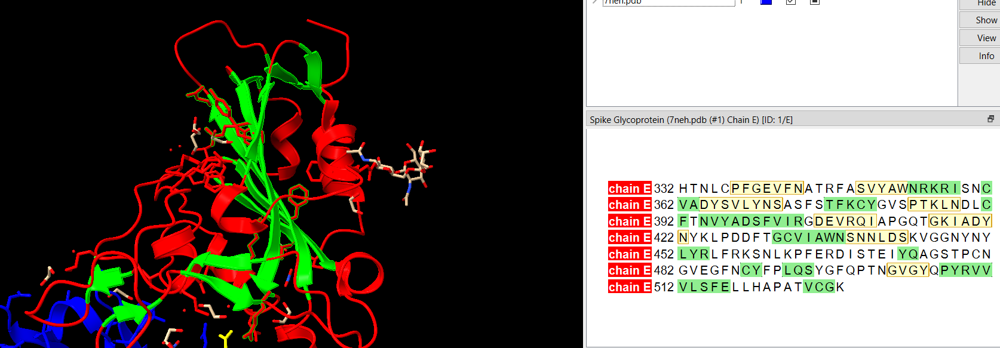 7neh.pdb
Hide
Show
View
Info
Spike Glycoprotein (7neh.pdb (#1) Chain E) [ID: 1/E]
chain E 332 HTNLCPFGEVFNATRFASVYAWNRKRISNC
chain E 362 VADYSVLYNSASFSTFKCYGVSPTKLNDLC
chain E 392 FTNVYADSFVIRGDEVRQIAPGQTGKIADY
chain E 422 NYKLPDDFTGCVIAWNSNNLDSKVGGNYNY
chain E 452 LYRLFRKSNLKPFERDISTEIYQAGSTPCN
chain E 482 GVEGFNCYFPLQSYGFQPTNGVGYQPYRVV
chain E 512 VLSFELLHAPATVCGK